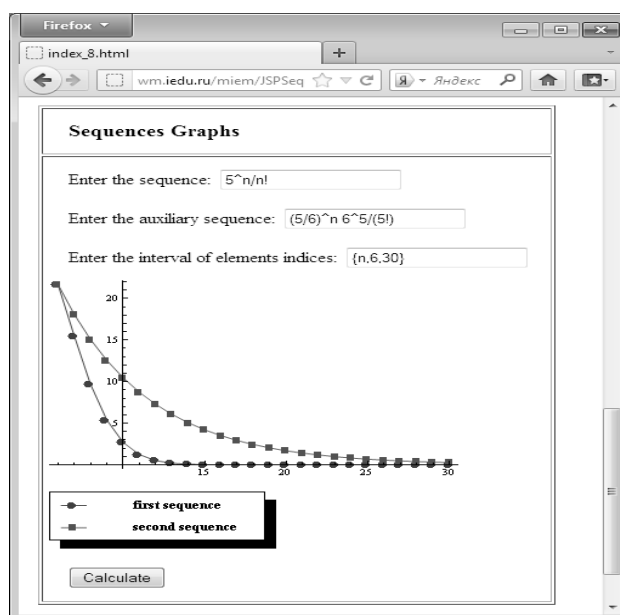 Firefox
index_8.html
wm.iedu.ru/miem/JSPSeq
Я
Яндекс
Sequences Graphs
Enter the sequence: 5^n/n!
Enter the auxiliary sequence: (5/6)^n 6^5/(5!)
Enter the interval of elements indices: {n,6,30}
20
15
10
5
15 20 25 30
first sequence
second sequence
Calculate